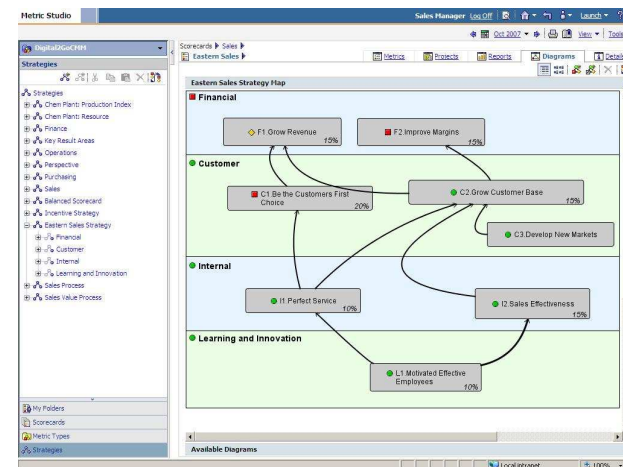 Metric Studio
Sales Manager Log Off Launch ?
Oct 2007 View Tools
Digital2GoCMM
Strategies
Strategies
Chem Plant: Production Index
Chem Plant: Resource
Finance
Key Result Areas
Operations
Perspective
Purchasing
Sales
Balanced Scorecard
Incentive Strategy
Eastern Sales Strategy
Financial
Customer
Internal
Learning and Innovation
Sales Process
Sales Value Process
My Folders
Scorecards
Metric Types
Strategies
Scorecards Sales
Eastern Sales
Metrics Projects Reports Diagrams Details
Eastern Sales Strategy Map
Financial
F1.Grow Revenue
15%
F2.Improve Margins
15%
Customer
C1.Be the Customers First
Choice
20%
C2.Grow Customer Base
15%
C3.Develop New Markets
Internal
I1.Perfect Service
10%
I2.Sales Effectiveness
15%
Learning and Innovation
L1.Motivated Effective
Employees
10%
Available Diagrams
Local intranet 100%